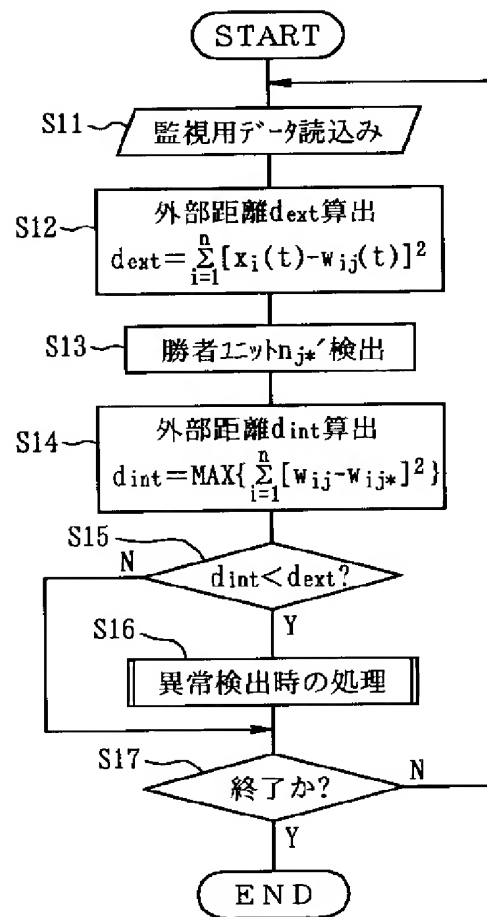 START
S11
監視用データ読込み
S12
外部距離dext算出
dext=∑[xi(t)-wij(t)]²
i=1
n
S13
勝者ユニットnj*´検出
S14
外部距離dint算出
dint=MAX{∑[wij-wij*]²}
i=1
n
S15
N
dint<dext?
Y
S16
異常検出時の処理
S17
終了か?
N
Y
END